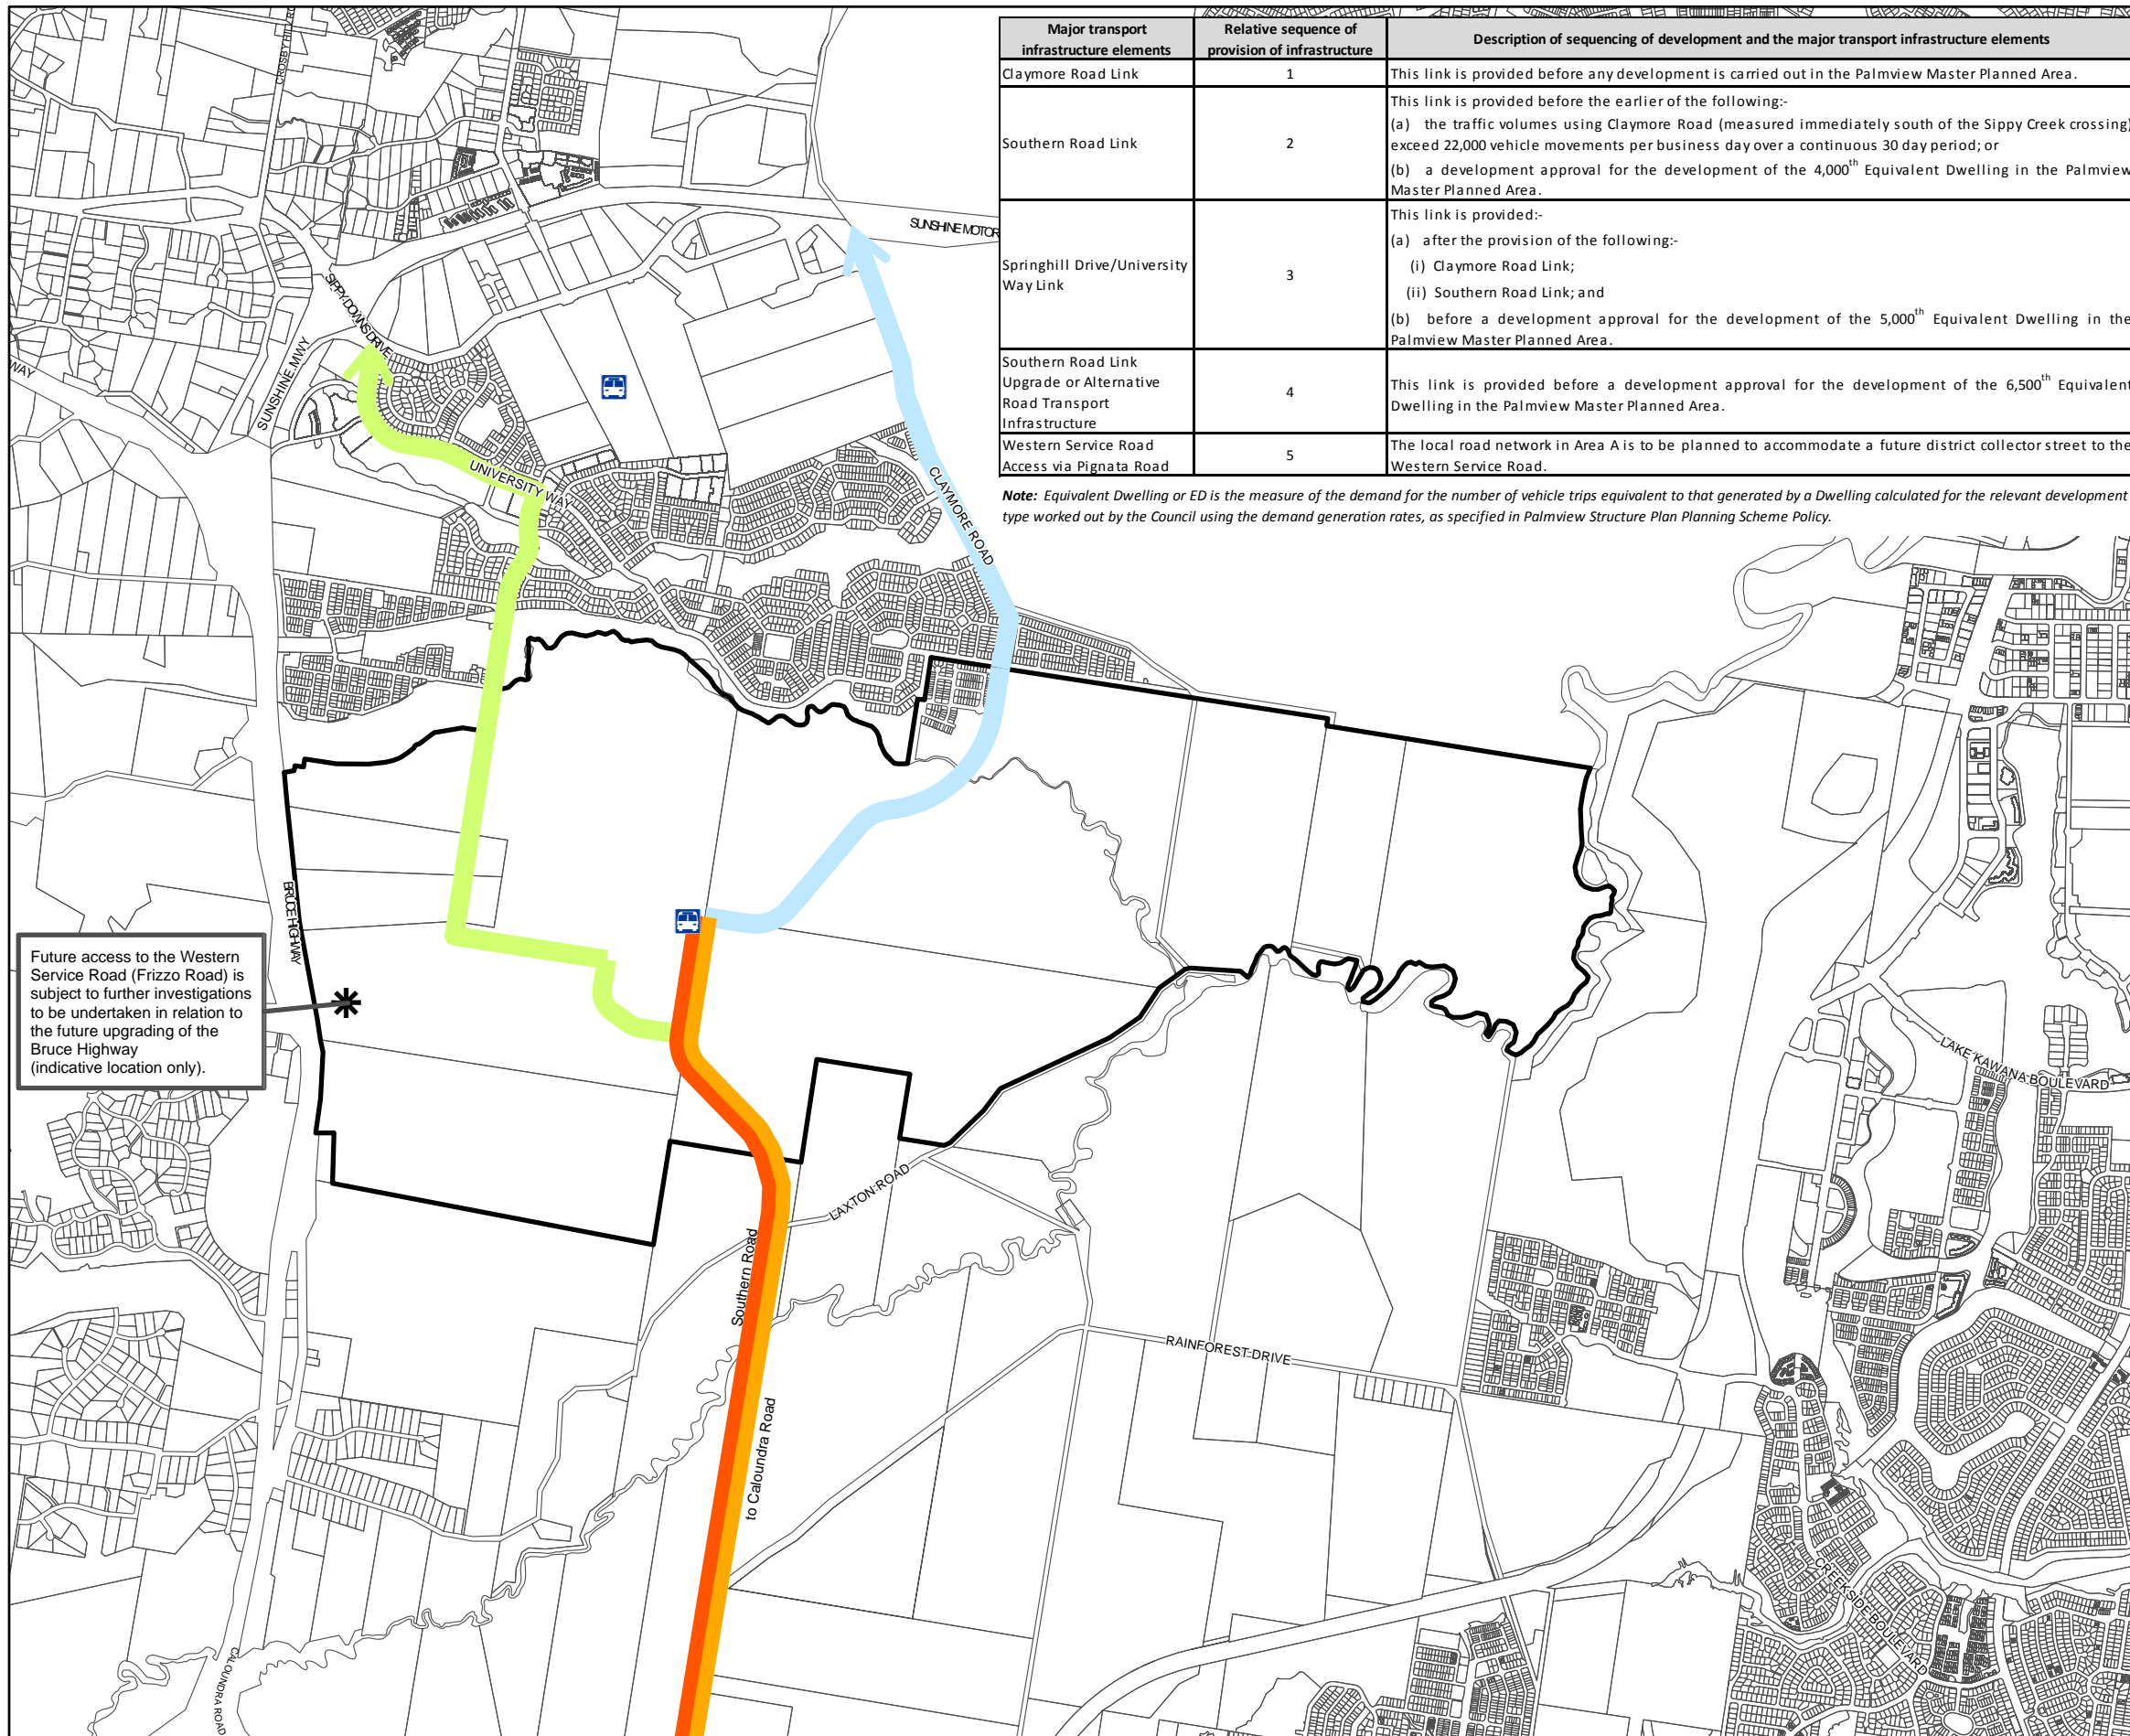 Major transport infrastructure elements
Relative sequence of provision of infrastructure
Description of sequencing of development and the major transport infrastructure elements
Claymore Road Link
1
This link is provided before any development is carried out in the Palmview Master Planned Area.
Southern Road Link
2
This link is provided before the earlier of the following:-
(a) the traffic volumes using Claymore Road (measured immediately south of the Sippy Creek crossing)
exceed 22,000 vehicle movements per business day over a continuous 30 day period; or
(b) a development approval for the development of the 4,000th Equivalent Dwelling in the Palmview
Master Planned Area.
Springhill Drive/University
Way Link
3
This link is provided:-
(a) after the provision of the following:-
(i) Claymore Road Link;
(ii) Southern Road Link; and
(b) before a development approval for the development of the 5,000th Equivalent Dwelling in the
Palmview Master Planned Area.
Southern Road Link
Upgrade or Alternative
Road Transport
Infrastructure
4
This link is provided before a development approval for the development of the 6,500th Equivalent
Dwelling in the Palmview Master Planned Area.
Western Service Road
Access via Pignata Road
5
The local road network in Area A is to be planned to accommodate a future district collector street to the
Western Service Road.
Note: Equivalent Dwelling or ED is the measure of the demand for the number of vehicle trips equivalent to that generated by a Dwelling calculated for the relevant development
type worked out by the Council using the demand generation rates, as specified in Palmview Structure Plan Planning Scheme Policy.
SUNSHINE MOTOR
SIPPY DOWNS DRIVE
SUNSHINE MWY
WAY
UNIVERSITY WAY
CLAYMORE ROAD
BRUCE HIGHWAY
Future access to the Western
Service Road (Frizzo Road) is
subject to further investigations
to be undertaken in relation to
the future upgrading of the
Bruce Highway
(indicative location only).
LAKE KAWANA BOULEVARD
LAXTON ROAD
Southern Road
RAINFOREST DRIVE
to Caloundra Road
CREEKSIDE BOULEVARD
CALOUNDRA ROAD